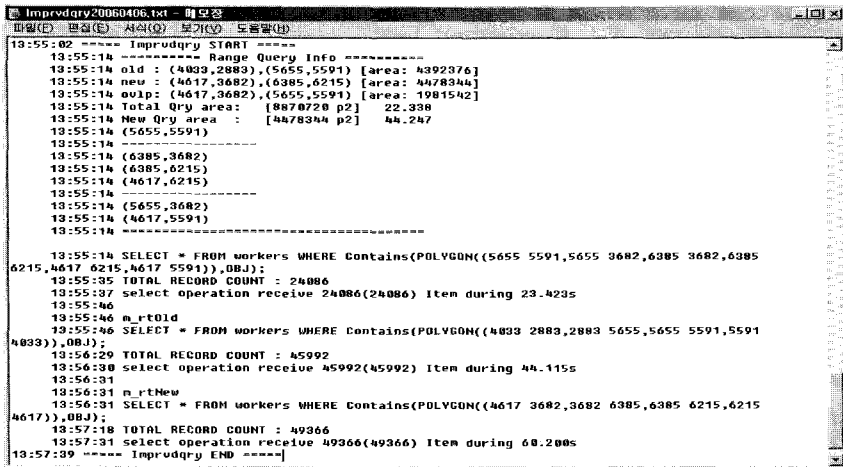 Imprvdqry20060406.txt - 메모장
파일(F) 편집(E) 서식(O) 보기(V) 도움말(H)
13:55:02 ===== Imprvdqry START =====
13:55:14 ---------- Range Query Info ----------
13:55:14 old : (4033,2883),(5655,5591) [area: 4392376]
13:55:14 new : (4617,3682),(6385,6215) [area: 4478344]
13:55:14 ovlp: (4617,3682),(5655,5591) [area: 1981542]
13:55:14 Total Qry area: [8870720 p2] 22.338
13:55:14 New Qry area : [4478344 p2] 44.247
13:55:14 (5655,5591)
13:55:14 ------------------
13:55:14 (6385,3682)
13:55:14 (6385,6215)
13:55:14 (4617,6215)
13:55:14 ------------------
13:55:14 (5655,3682)
13:55:14 (4617,5591)
13:55:14 ======================================
13:55:14 SELECT * FROM workers WHERE Contains(POLYGON((5655 5591,5655 3682,6385 3682,6385
6215,4617 6215,4617 5591)),OBJ);
13:55:35 TOTAL RECORD COUNT : 24086
13:55:37 select operation receive 24086(24086) Item during 23.423s
13:55:46
13:55:46 m_rtOld
13:55:46 SELECT * FROM workers WHERE Contains(POLYGON((4033 2883,2883 5655,5655 5591,5591
4033)),OBJ);
13:56:29 TOTAL RECORD COUNT : 45992
13:56:30 select operation receive 45992(45992) Item during 44.115s
13:56:31
13:56:31 m_rtNew
13:56:31 SELECT * FROM workers WHERE Contains(POLYGON((4617 3682,3682 6385,6385 6215,6215
4617)),OBJ);
13:57:18 TOTAL RECORD COUNT : 49366
13:57:31 select operation receive 49366(49366) Item during 60.200s
13:57:39 ===== Imprvdqry END =====